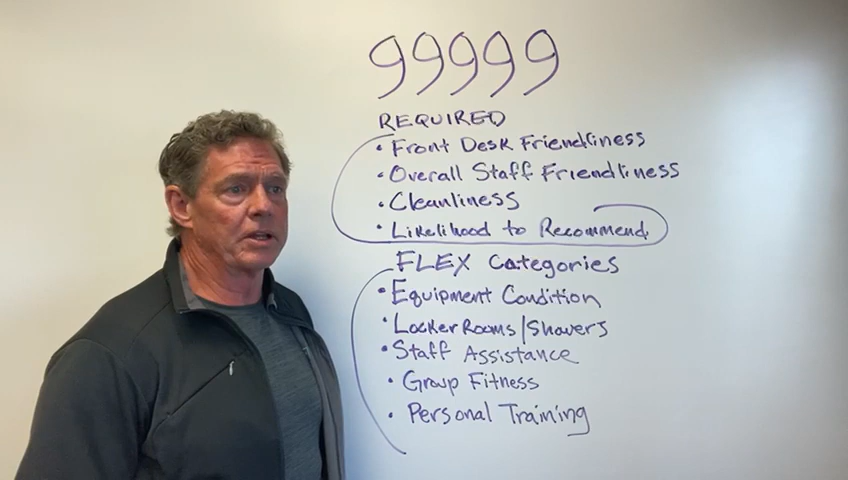 99999
REQUIRED
• Front Desk Friendliness
• Overall Staff Friendliness
• Cleanliness
• Likelihood to Recommend
FLEX Categories
• Equipment Condition
• Locker Rooms/Showers
• Staff Assistance
• Group Fitness
• Personal Training